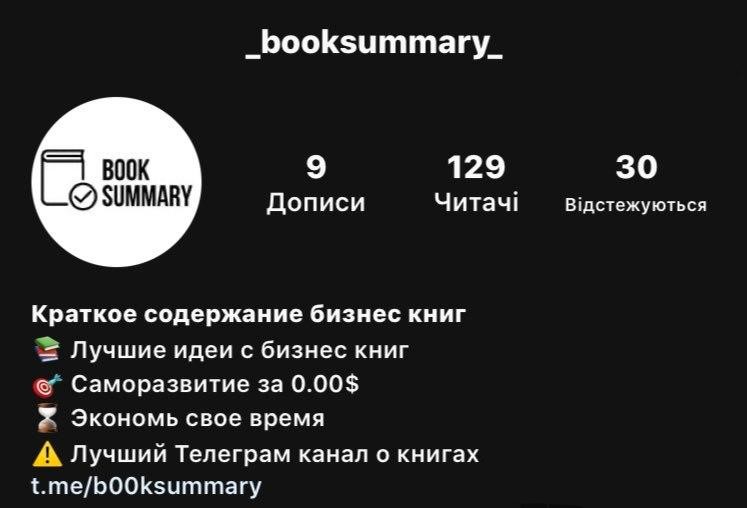 _booksummary_
BOOK
SUMMARY
9
Дописи
129
Читачі
30
Відстежуються
Краткое содержание бизнес книг
📚 Лучшие идеи с бизнес книг
🎯 Саморазвитие за 0.00$
⏳ Экономь свое время
⚠️ Лучший Телеграм канал о книгах
t.me/b00ksummary